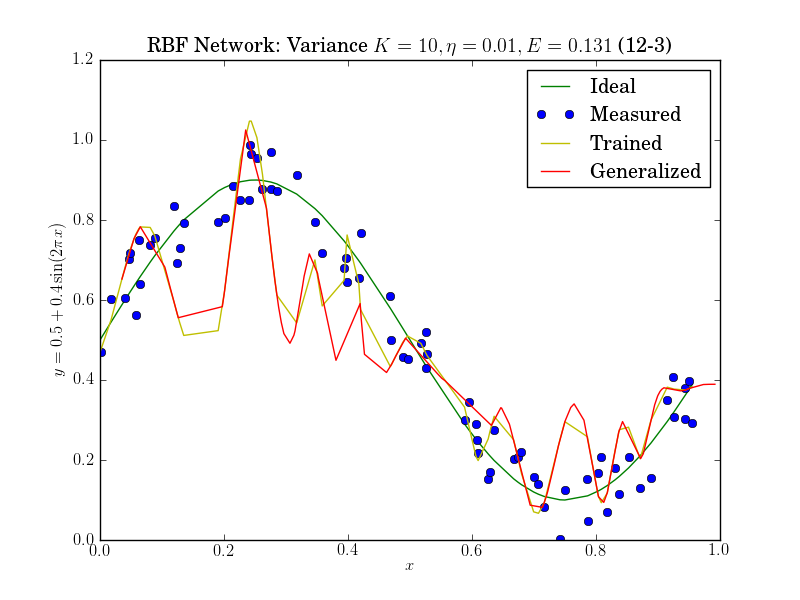 RBF Network: Variance K = 10, η = 0.01, E = 0.131 (12-3)
1.2
Ideal
Measured
Trained
Generalized
1.0
0.8
0.6
0.4
0.2
0.0
y = 0.5 + 0.4 sin(2πx)
0.0 0.2 0.4 0.6 0.8 1.0
x